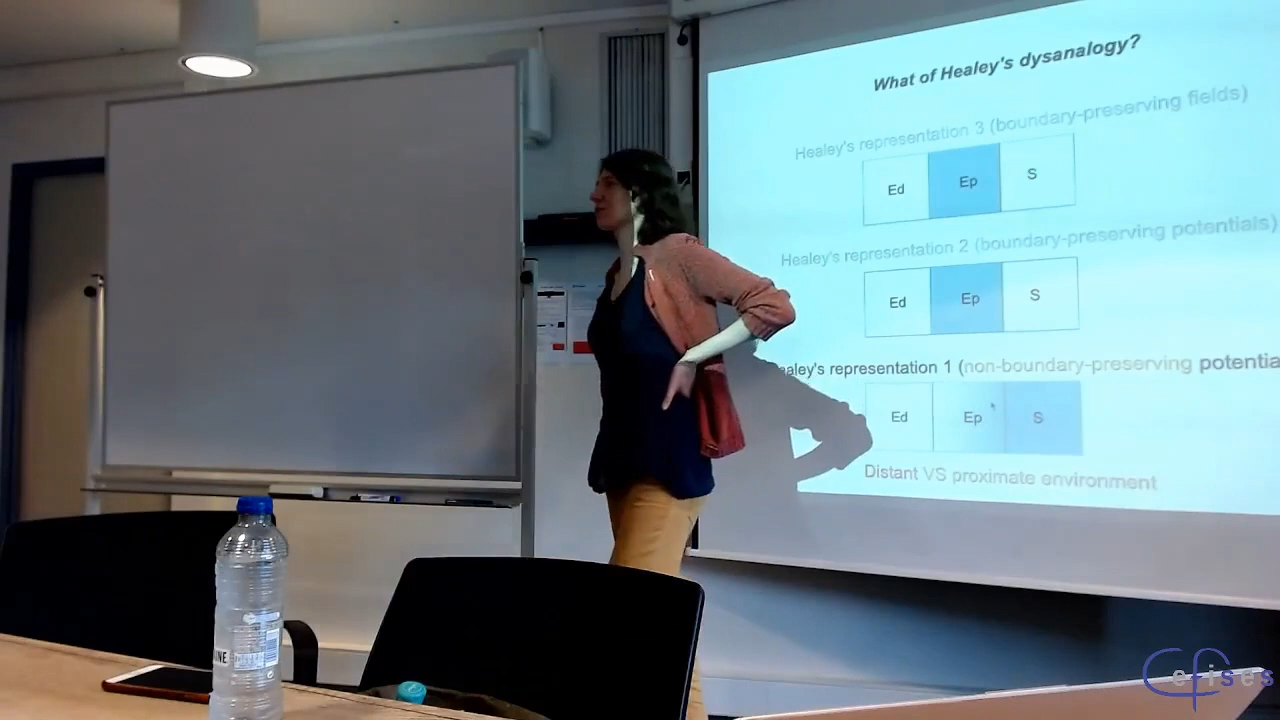 What of Healey's dysanalogy?
Healey's representation 3 (boundary-preserving fields)
Ed Ep S
Healey's representation 2 (boundary-preserving potentials)
Ed Ep S
ealey's representation 1 (non-boundary-preserving potentia
Ed Ep S
Distant VS proximate environment
Cefises